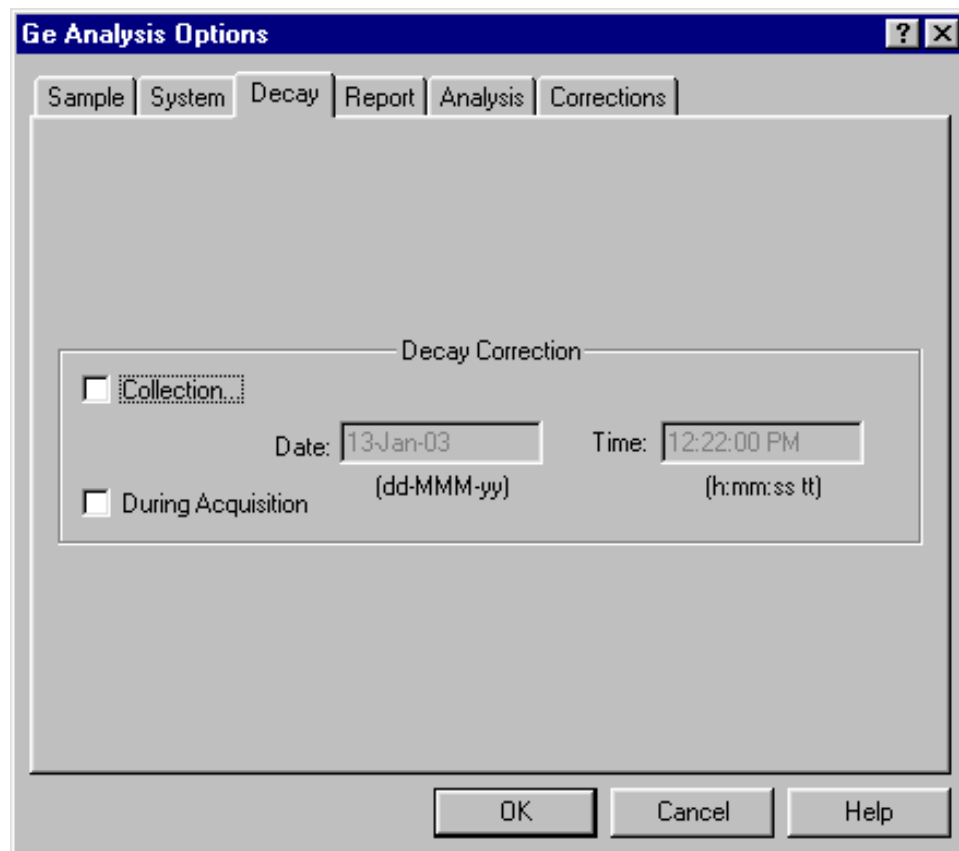 Ge Analysis Options
Sample System Decay Report Analysis Corrections
Decay Correction
Collection...
Date: 13-Jan-03 Time: 12:22:00 PM
(dd-MMM-yy) (h:mm:ss tt)
During Acquisition
OK Cancel Help